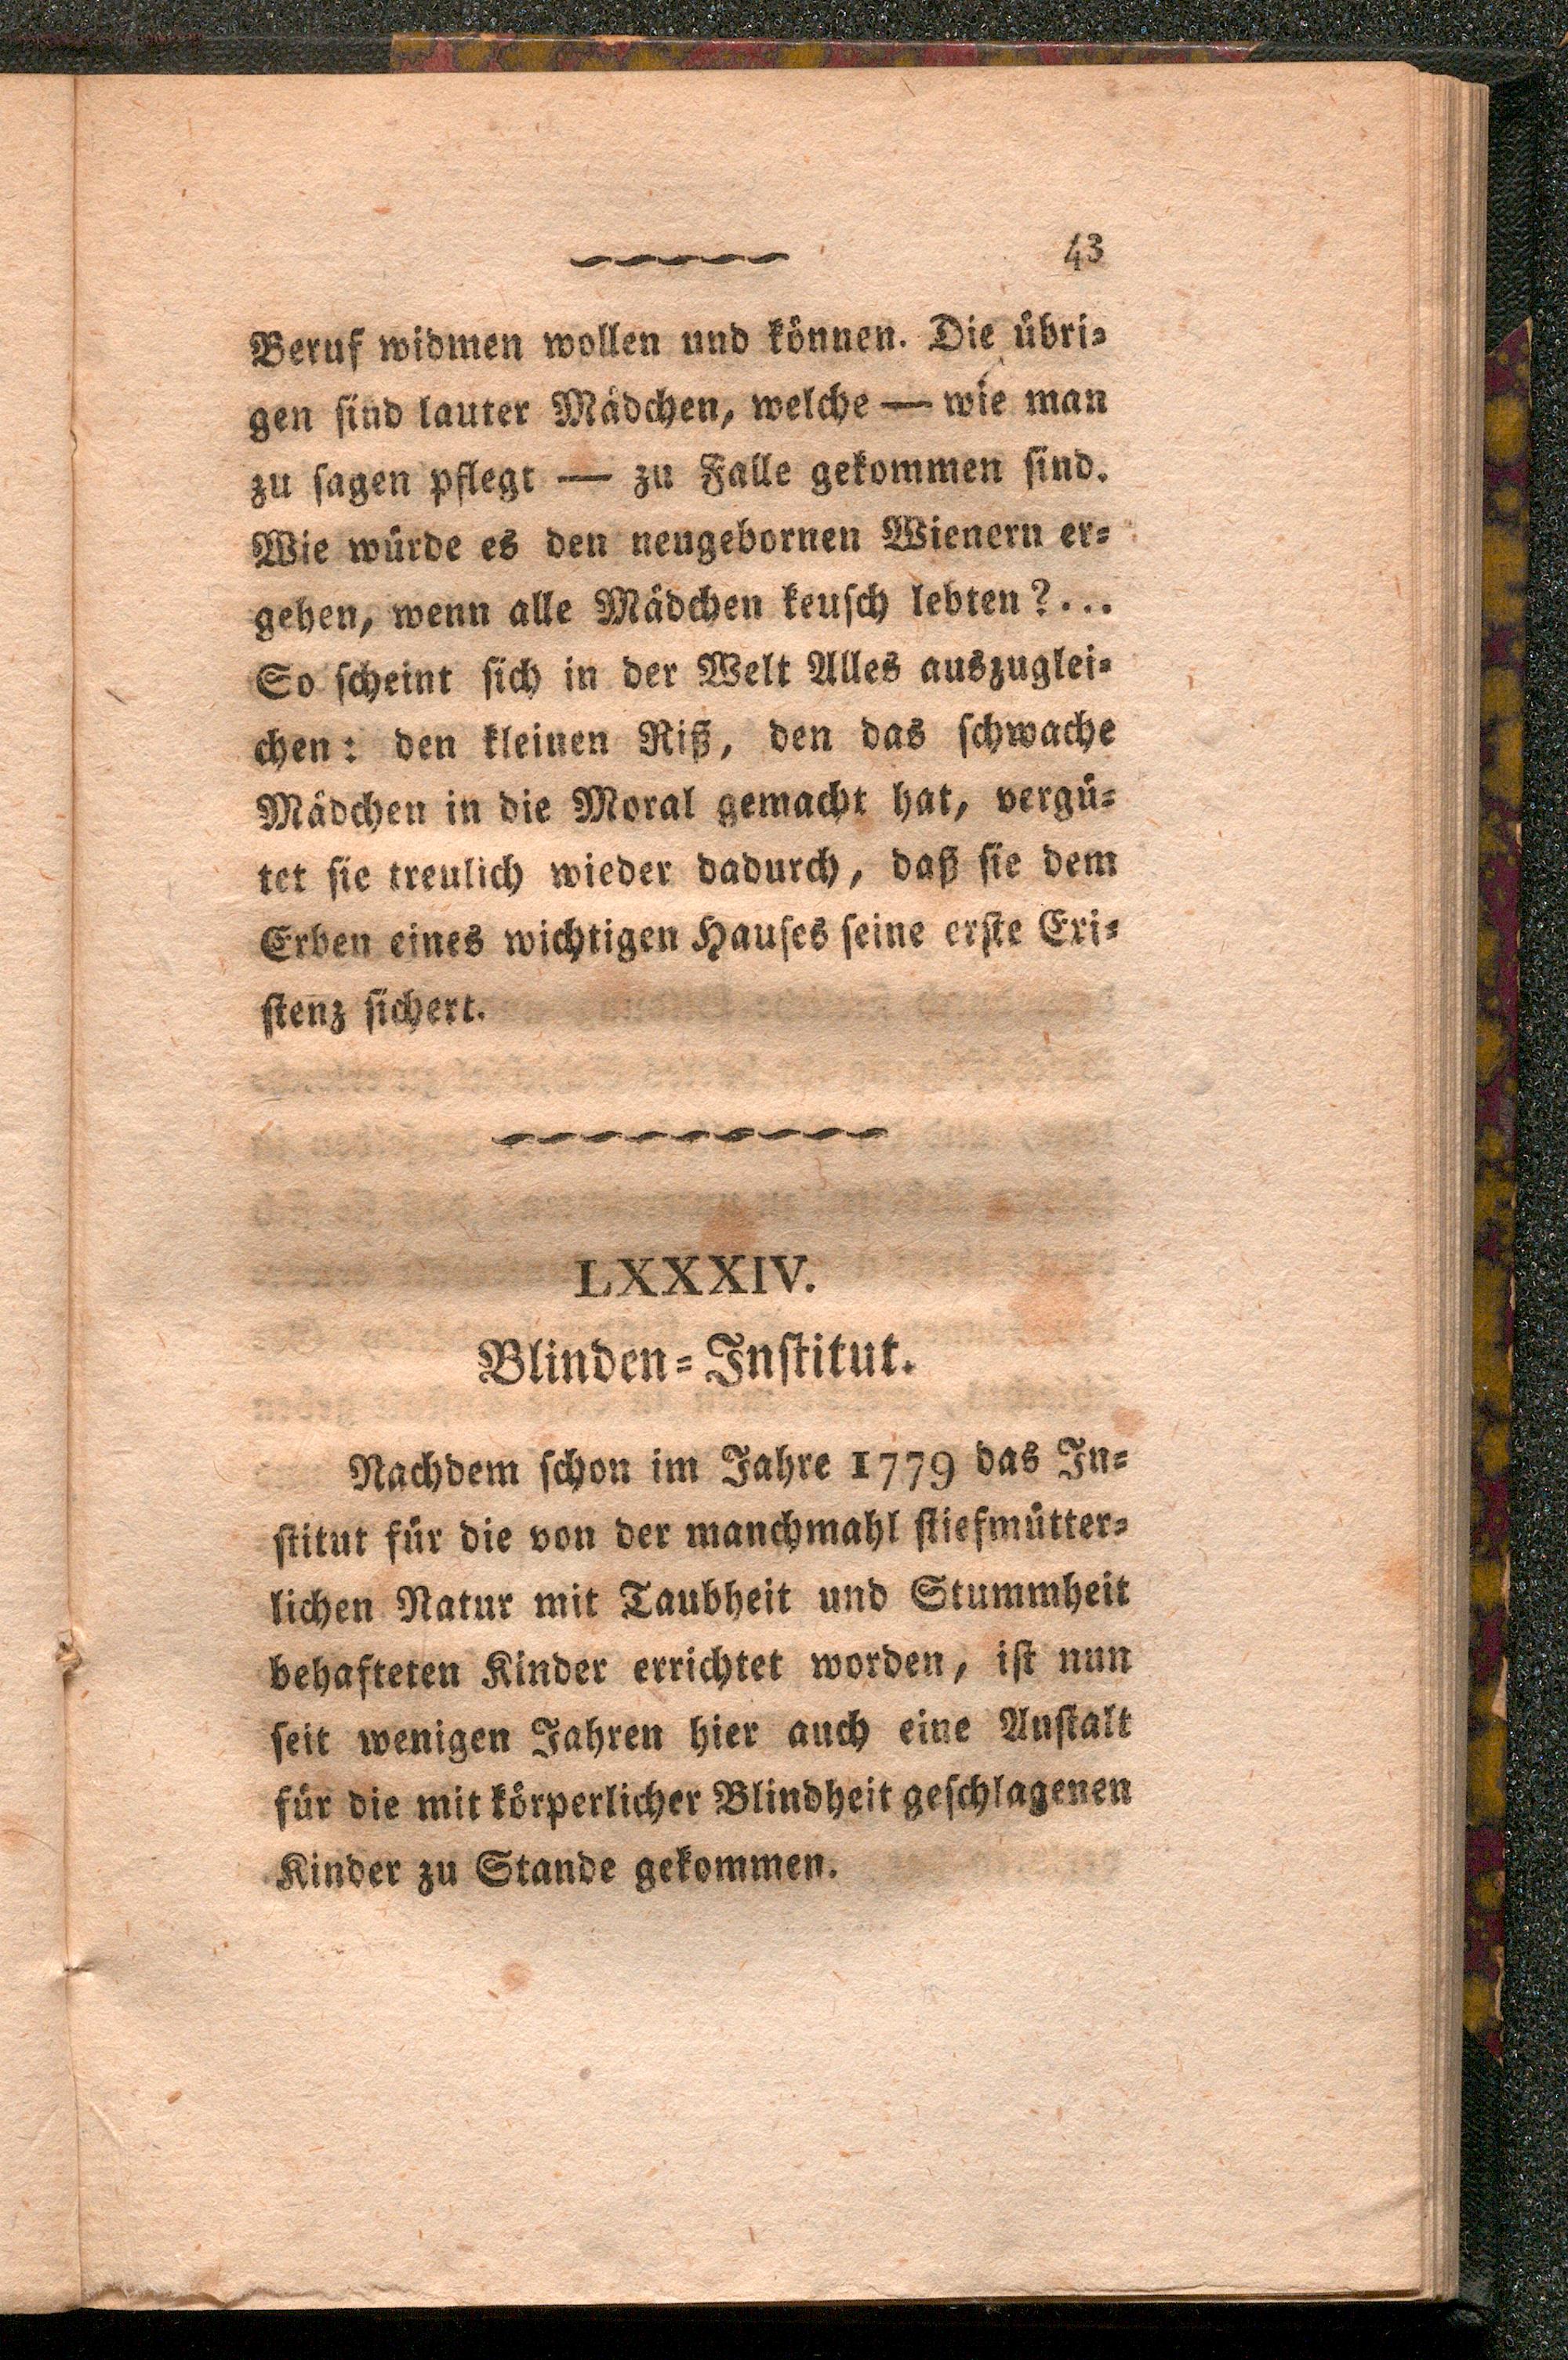 43
Beruf widmen wollen und können. Die übri⸗
gen ſind lauter Mädchen, welche — wie man
zu ſagen pflegt — zu Falle gekommen ſind.
Wie würde es den neugebornen Wienern er⸗
gehen, wenn alle Mädchen keuſch lebten?...
So ſcheint ſich in der Welt Alles auszuglei⸗
chen: den kleinen Riß, den das ſchwache
Mädchen in die Moral gemacht hat, vergü⸗
tet ſie treulich wieder dadurch, daß ſie dem
Erben eines wichtigen Hauſes ſeine erſte Exi⸗
ſtenz ſichert.
LXXXIV.
Blinden⸗Inſtitut.
Nachdem ſchon im Jahre 1779 das In⸗
ſtitut für die von der manchmahl ſtiefmütter⸗
lichen Natur mit Taubheit und Stummheit
behafteten Kinder errichtet worden, iſt nun
ſeit wenigen Jahren hier auch eine Anſtalt
für die mit körperlicher Blindheit geſchlagenen
Kinder zu Stande gekommen.